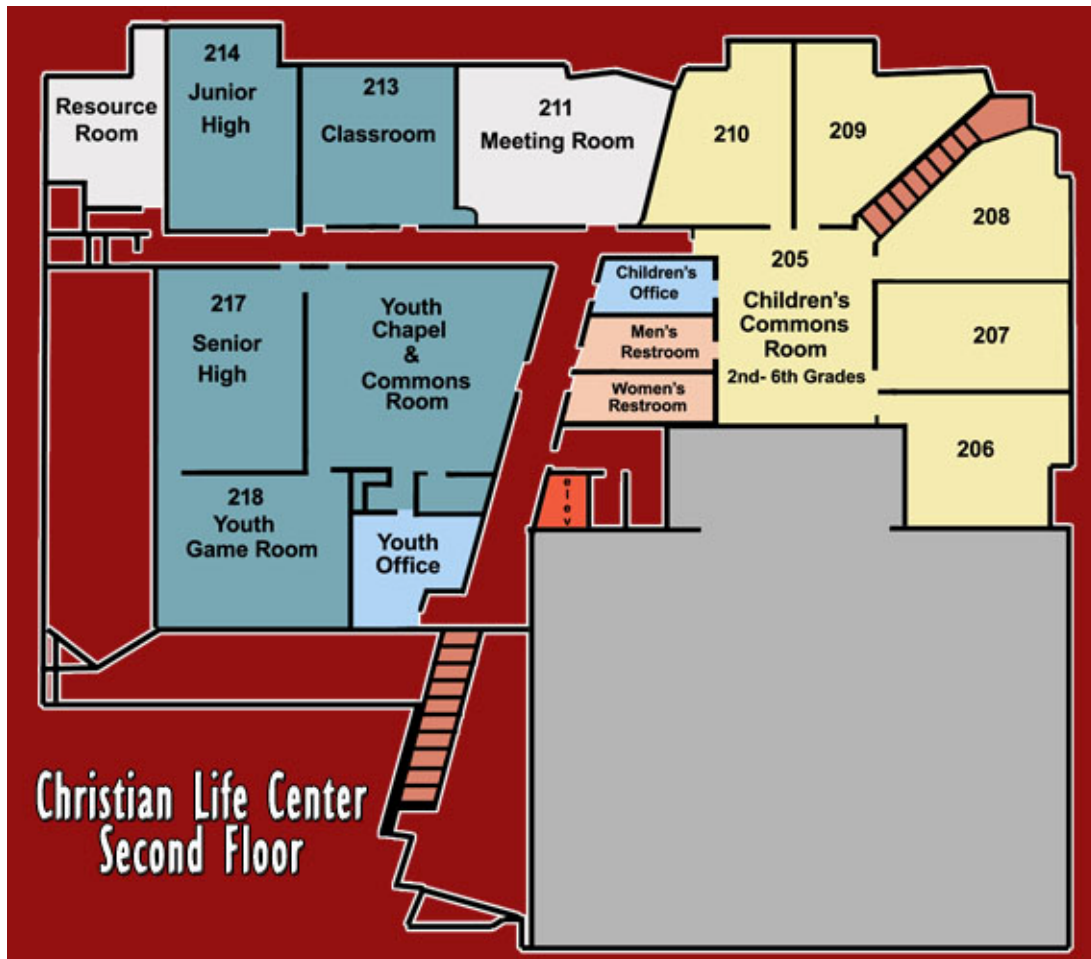 Resource
Room
214
Junior
High
213
Classroom
211
Meeting Room
210
209
208
207
206
205
Children's
Commons
Room
2nd- 6th Grades
Children's
Office
Men's
Restroom
Women's
Restroom
217
Senior
High
Youth
Chapel
&
Commons
Room
218
Youth
Game Room
Youth
Office
elev
Christian Life Center
Second Floor